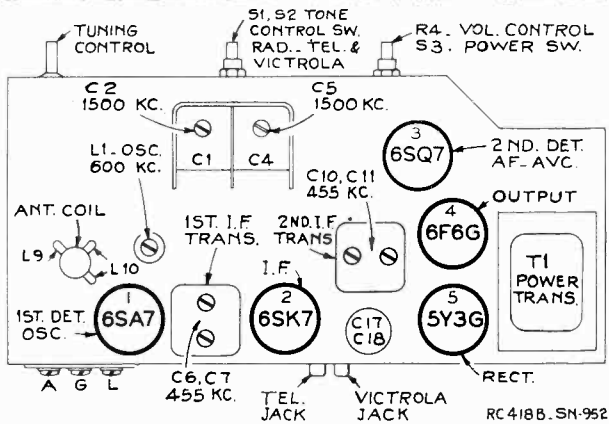 TUNING
CONTROL
S1, S2 TONE
CONTROL SW.
RAD.- TEL. &
VICTROLA
R4- VOL. CONTROL
S3- POWER SW.
C2
1500 KC.
C5
1500 KC.
L1-OSC.
600 KC.
C1
C4
3
6SQ7
2 ND. DET.
AF-AVC.
C10, C11
455 KC.
ANT. COIL
L9
L10
1ST. I.F.
TRANS.
2ND. I.F.
TRANS
OUTPUT
4
6F6G
T1
POWER
TRANS.
I.F.
1ST. DET.
OSC.
1
6SA7
2
6SK7
C17
C18
5
5Y3G
RECT.
C6, C7
455 KC.
A G L
TEL.
JACK
VICTROLA
JACK
RC 418B-SN-952